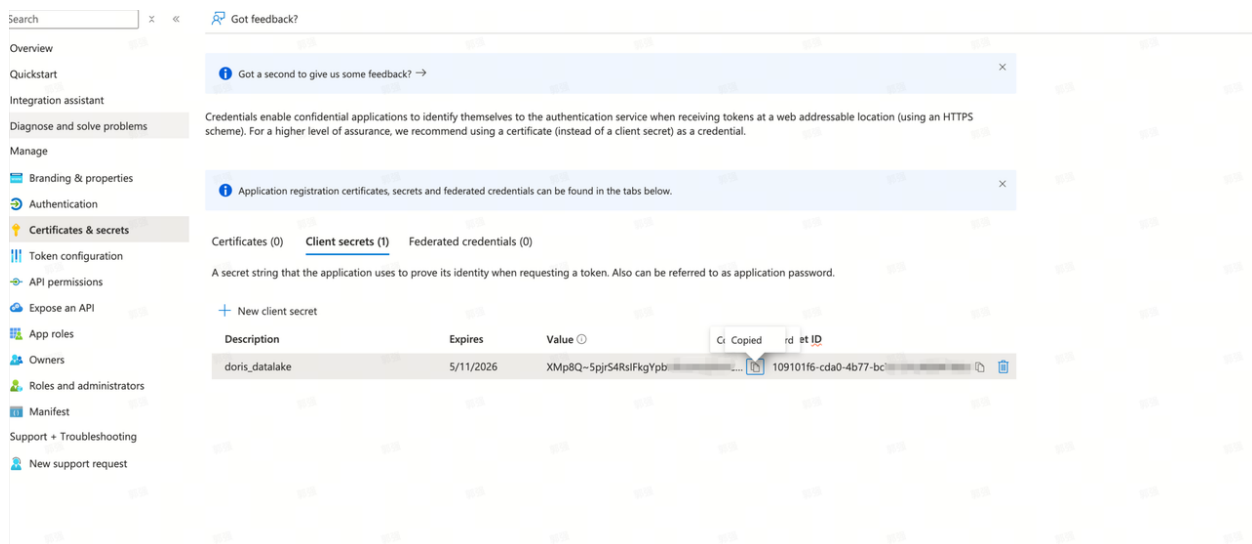 Search
Got feedback?
Overview
Quickstart
Integration assistant
Diagnose and solve problems
Manage
Branding & properties
Authentication
Certificates & secrets
Token configuration
API permissions
Expose an API
App roles
Owners
Roles and administrators
Manifest
Support + Troubleshooting
New support request
Got a second to give us some feedback?
Credentials enable confidential applications to identify themselves to the authentication service when receiving tokens at a web addressable location (using an HTTPS
scheme). For a higher level of assurance, we recommend using a certificate (instead of a client secret) as a credential.
Application registration certificates, secrets and federated credentials can be found in the tabs below.
Certificates (0) Client secrets (1) Federated credentials (0)
A secret string that the application uses to prove its identity when requesting a token. Also can be referred to as application password.
New client secret
Description Expires Value Copied ID
doris_datalake 5/11/2026 XMp8Q~5pjrS4RsIFkgYpb ... 109101f6-cda0-4b77-bc